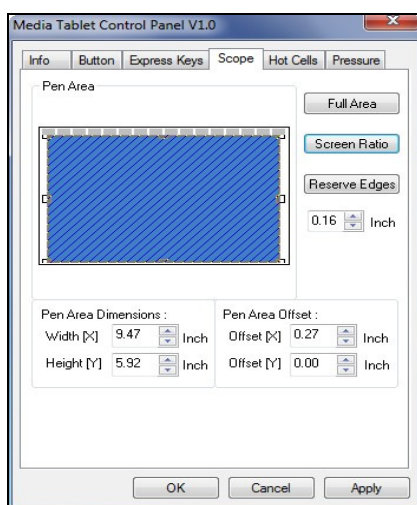 Media Tablet Control Panel V1.0
Info Button Express Keys Scope Hot Cells Pressure
Pen Area
Full Area
Screen Ratio
Reserve Edges
0.16 Inch
Pen Area Dimensions :
Width [X] 9.47 Inch
Height [Y] 5.92 Inch
Pen Area Offset :
Offset [X] 0.27 Inch
Offset [Y] 0.00 Inch
OK Cancel Apply